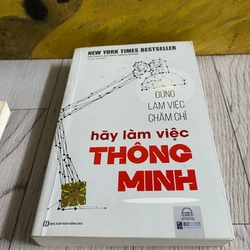 NEW YORK TIMES BESTSELLER
ĐỪNG
LÀM VIỆC
CHĂM CHỈ
hãy làm việc
THÔNG
MINH